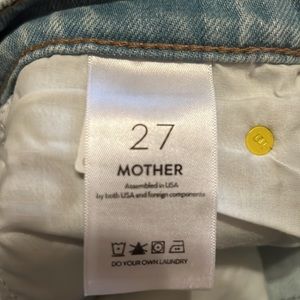 27
MOTHER
Assembled in USA
by both USA and foreign components
DO YOUR OWN LAUNDRY